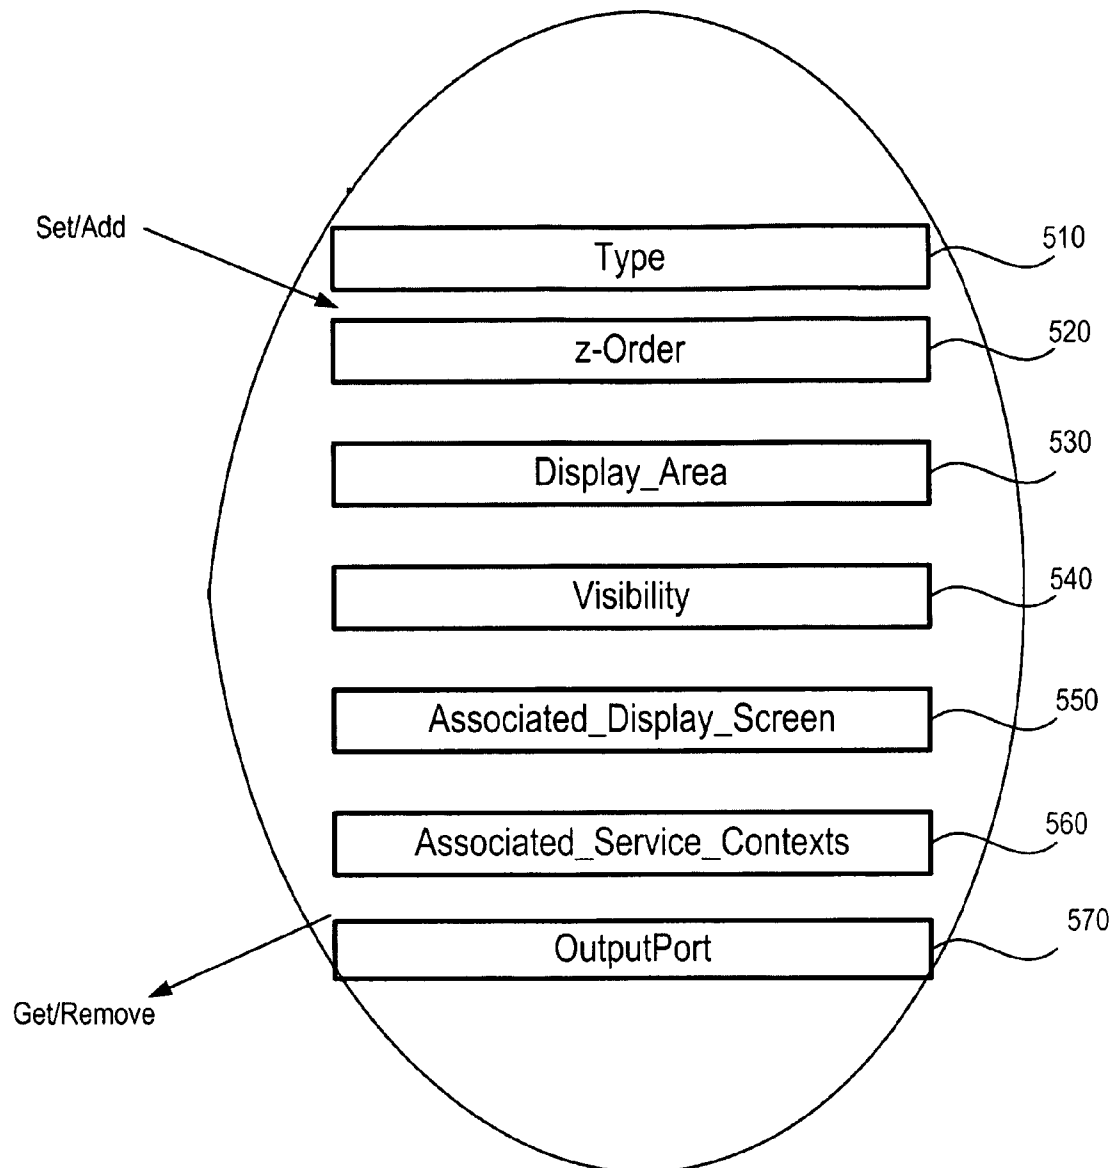 Set/Add
Type
510
z-Order
520
Display_Area
530
Visibility
540
Associated_Display_Screen
550
Associated_Service_Contexts
560
OutputPort
570
Get/Remove